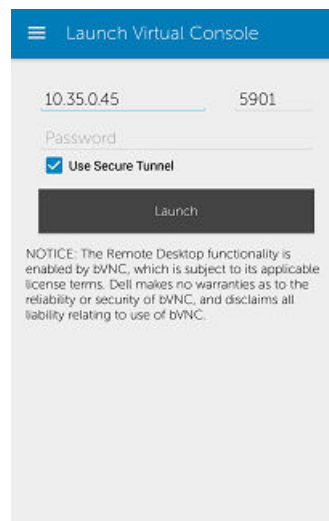 Launch Virtual Console
10.35.0.45 5901
Password
Use Secure Tunnel
Launch
NOTICE: The Remote Desktop functionality is
enabled by bVNC, which is subject to its applicable
license terms. Dell makes no warranties as to the
reliability or security of bVNC, and disclaims all
liability relating to use of bVNC.